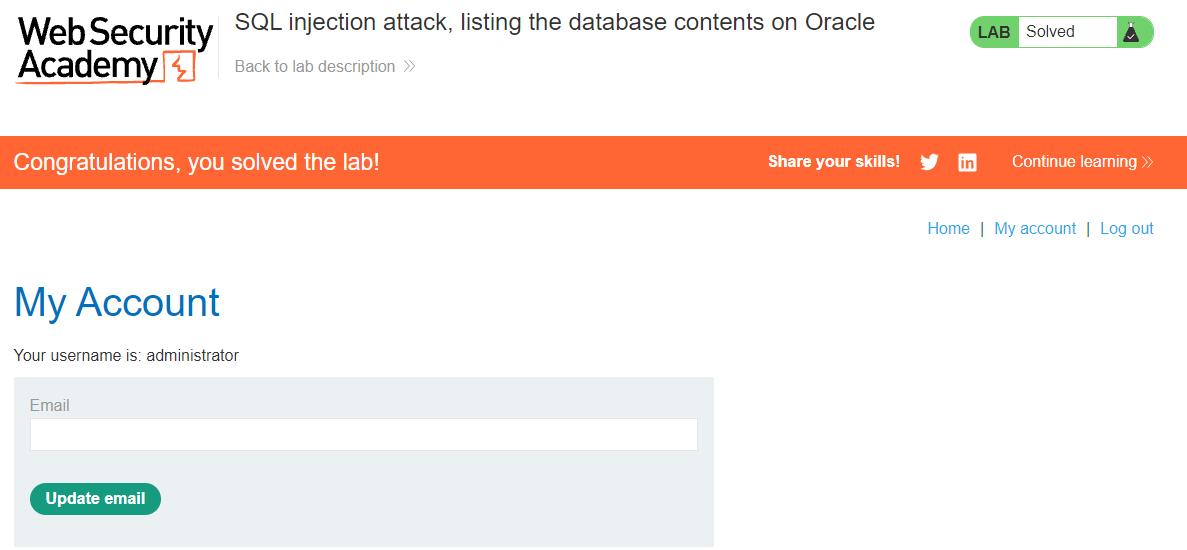 Web Security
Academy
SQL injection attack, listing the database contents on Oracle
Back to lab description
LAB Solved
Congratulations, you solved the lab!
Share your skills!
Continue learning
Home | My account | Log out
My Account
Your username is: administrator
Email
Update email